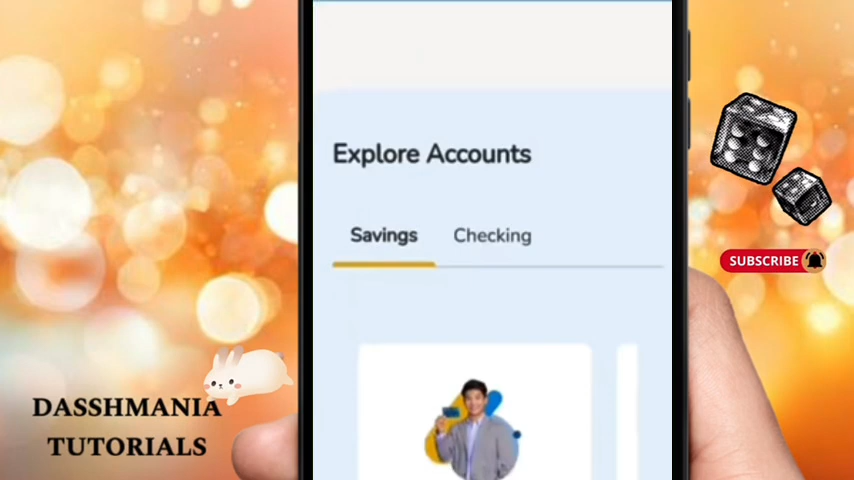 Explore Accounts
Savings Checking
SUBSCRIBE
DASSHMANIA
TUTORIALS